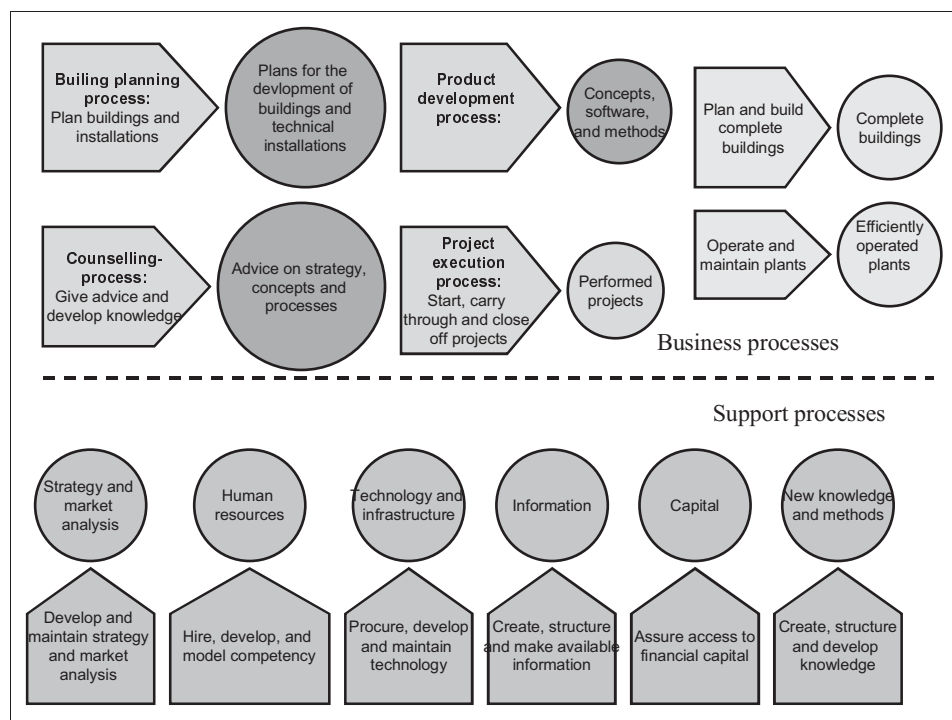 Builing planning
process:
Plan buildings and
installations
Plans for the
devlopment of
buildings and
technical
installations
Product
development
process:
Concepts,
software,
and methods
Plan and build
complete
buildings
Complete
buildings
Counselling-
process:
Give advice and
develop knowledge
Advice on strategy,
concepts and
processes
Project
execution
process:
Start, carry
through and close
off projects
Performed
projects
Operate and
maintain plants
Efficiently
operated
plants
Business processes
Support processes
Strategy and
market
analysis
Human
resources
Technology and
infrastructure
Information
Capital
New knowledge
and methods
Develop and
maintain strategy
and market
analysis
Hire, develop, and
model competency
Procure, develop
and maintain
technology
Create, structure
and make available
information
Assure access to
financial capital
Create, structure
and develop
knowledge